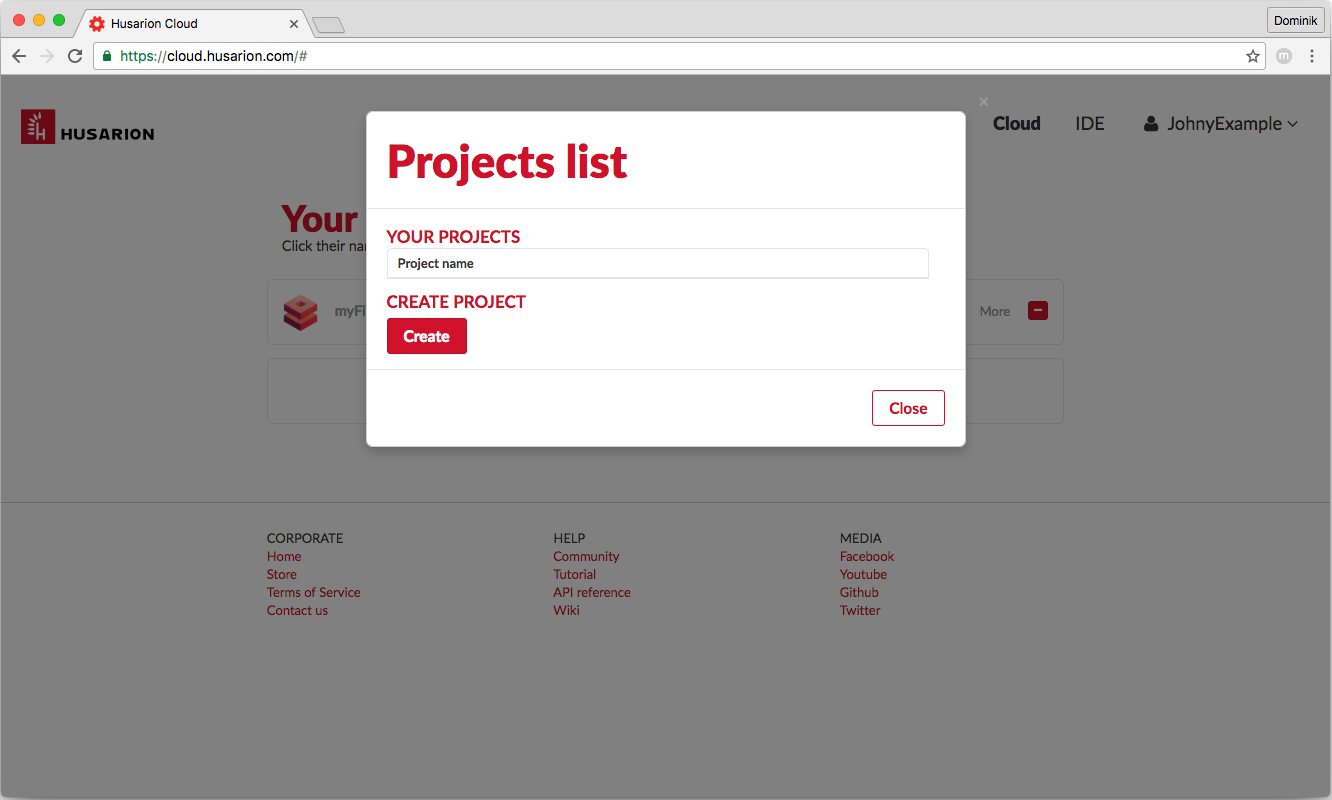 Husarion Cloud
Dominik
https://cloud.husarion.com/#
m
HUSARION
Cloud IDE JohnyExample
Projects list
Your
Click their
YOUR PROJECTS
Project name
CREATE PROJECT
More
Create
Close
CORPORATE
Home
Store
Terms of Service
Contact us
HELP
Community
Tutorial
API reference
Wiki
MEDIA
Facebook
Youtube
Github
Twitter